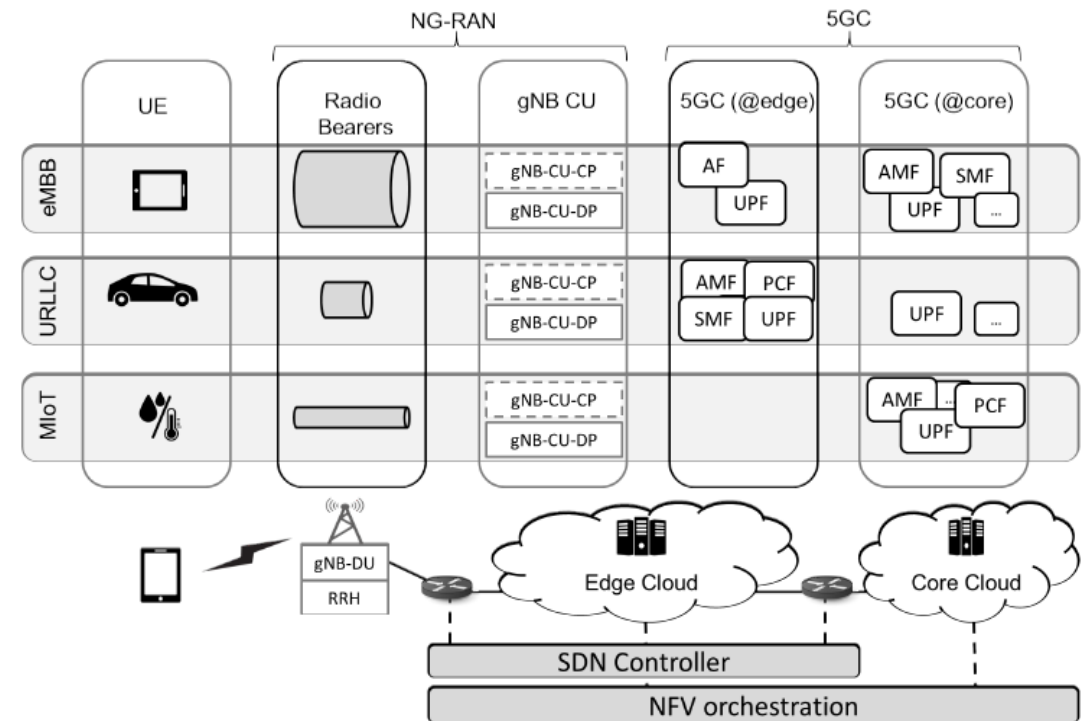 NG-RAN
5GC
UE
Radio
Bearers
gNB CU
5GC (@edge)
5GC (@core)
eMBB
gNB-CU-CP
gNB-CU-DP
AF
UPF
AMF
SMF
UPF
...
URLLC
gNB-CU-CP
gNB-CU-DP
AMF
PCF
SMF
UPF
UPF
...
MIoT
gNB-CU-CP
gNB-CU-DP
AMF
...
PCF
UPF
gNB-DU
RRH
Edge Cloud
Core Cloud
SDN Controller
NFV orchestration